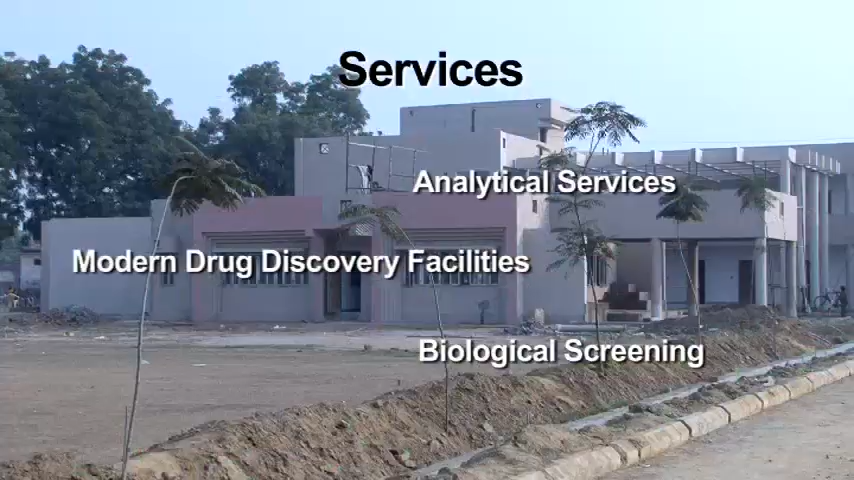 Services
Analytical Services
Modern Drug Discovery Facilities
Biological Screening